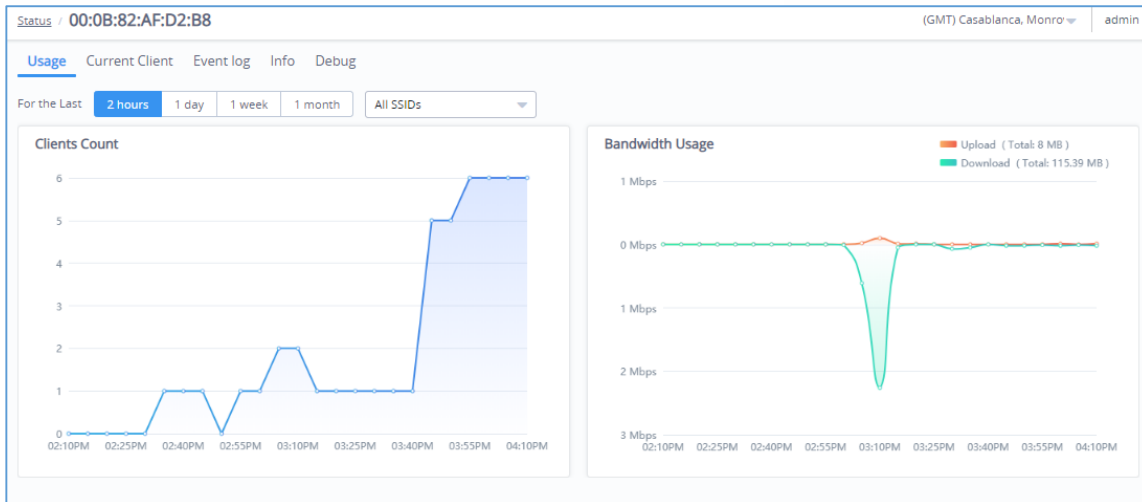 Status / 00:0B:82:AF:D2:B8 (GMT) Casablanca, Monro admin
Usage Current Client Event log Info Debug
For the Last 2 hours 1 day 1 week 1 month All SSIDs
Clients Count
6
5
4
3
2
1
0
02:10PM 02:25PM 02:40PM 02:55PM 03:10PM 03:25PM 03:40PM 03:55PM 04:10PM
Bandwidth Usage
Upload ( Total: 8 MB )
Download ( Total: 115.39 MB )
1 Mbps
0 Mbps
1 Mbps
2 Mbps
3 Mbps
02:10PM 02:25PM 02:40PM 02:55PM 03:10PM 03:25PM 03:40PM 03:55PM 04:10PM